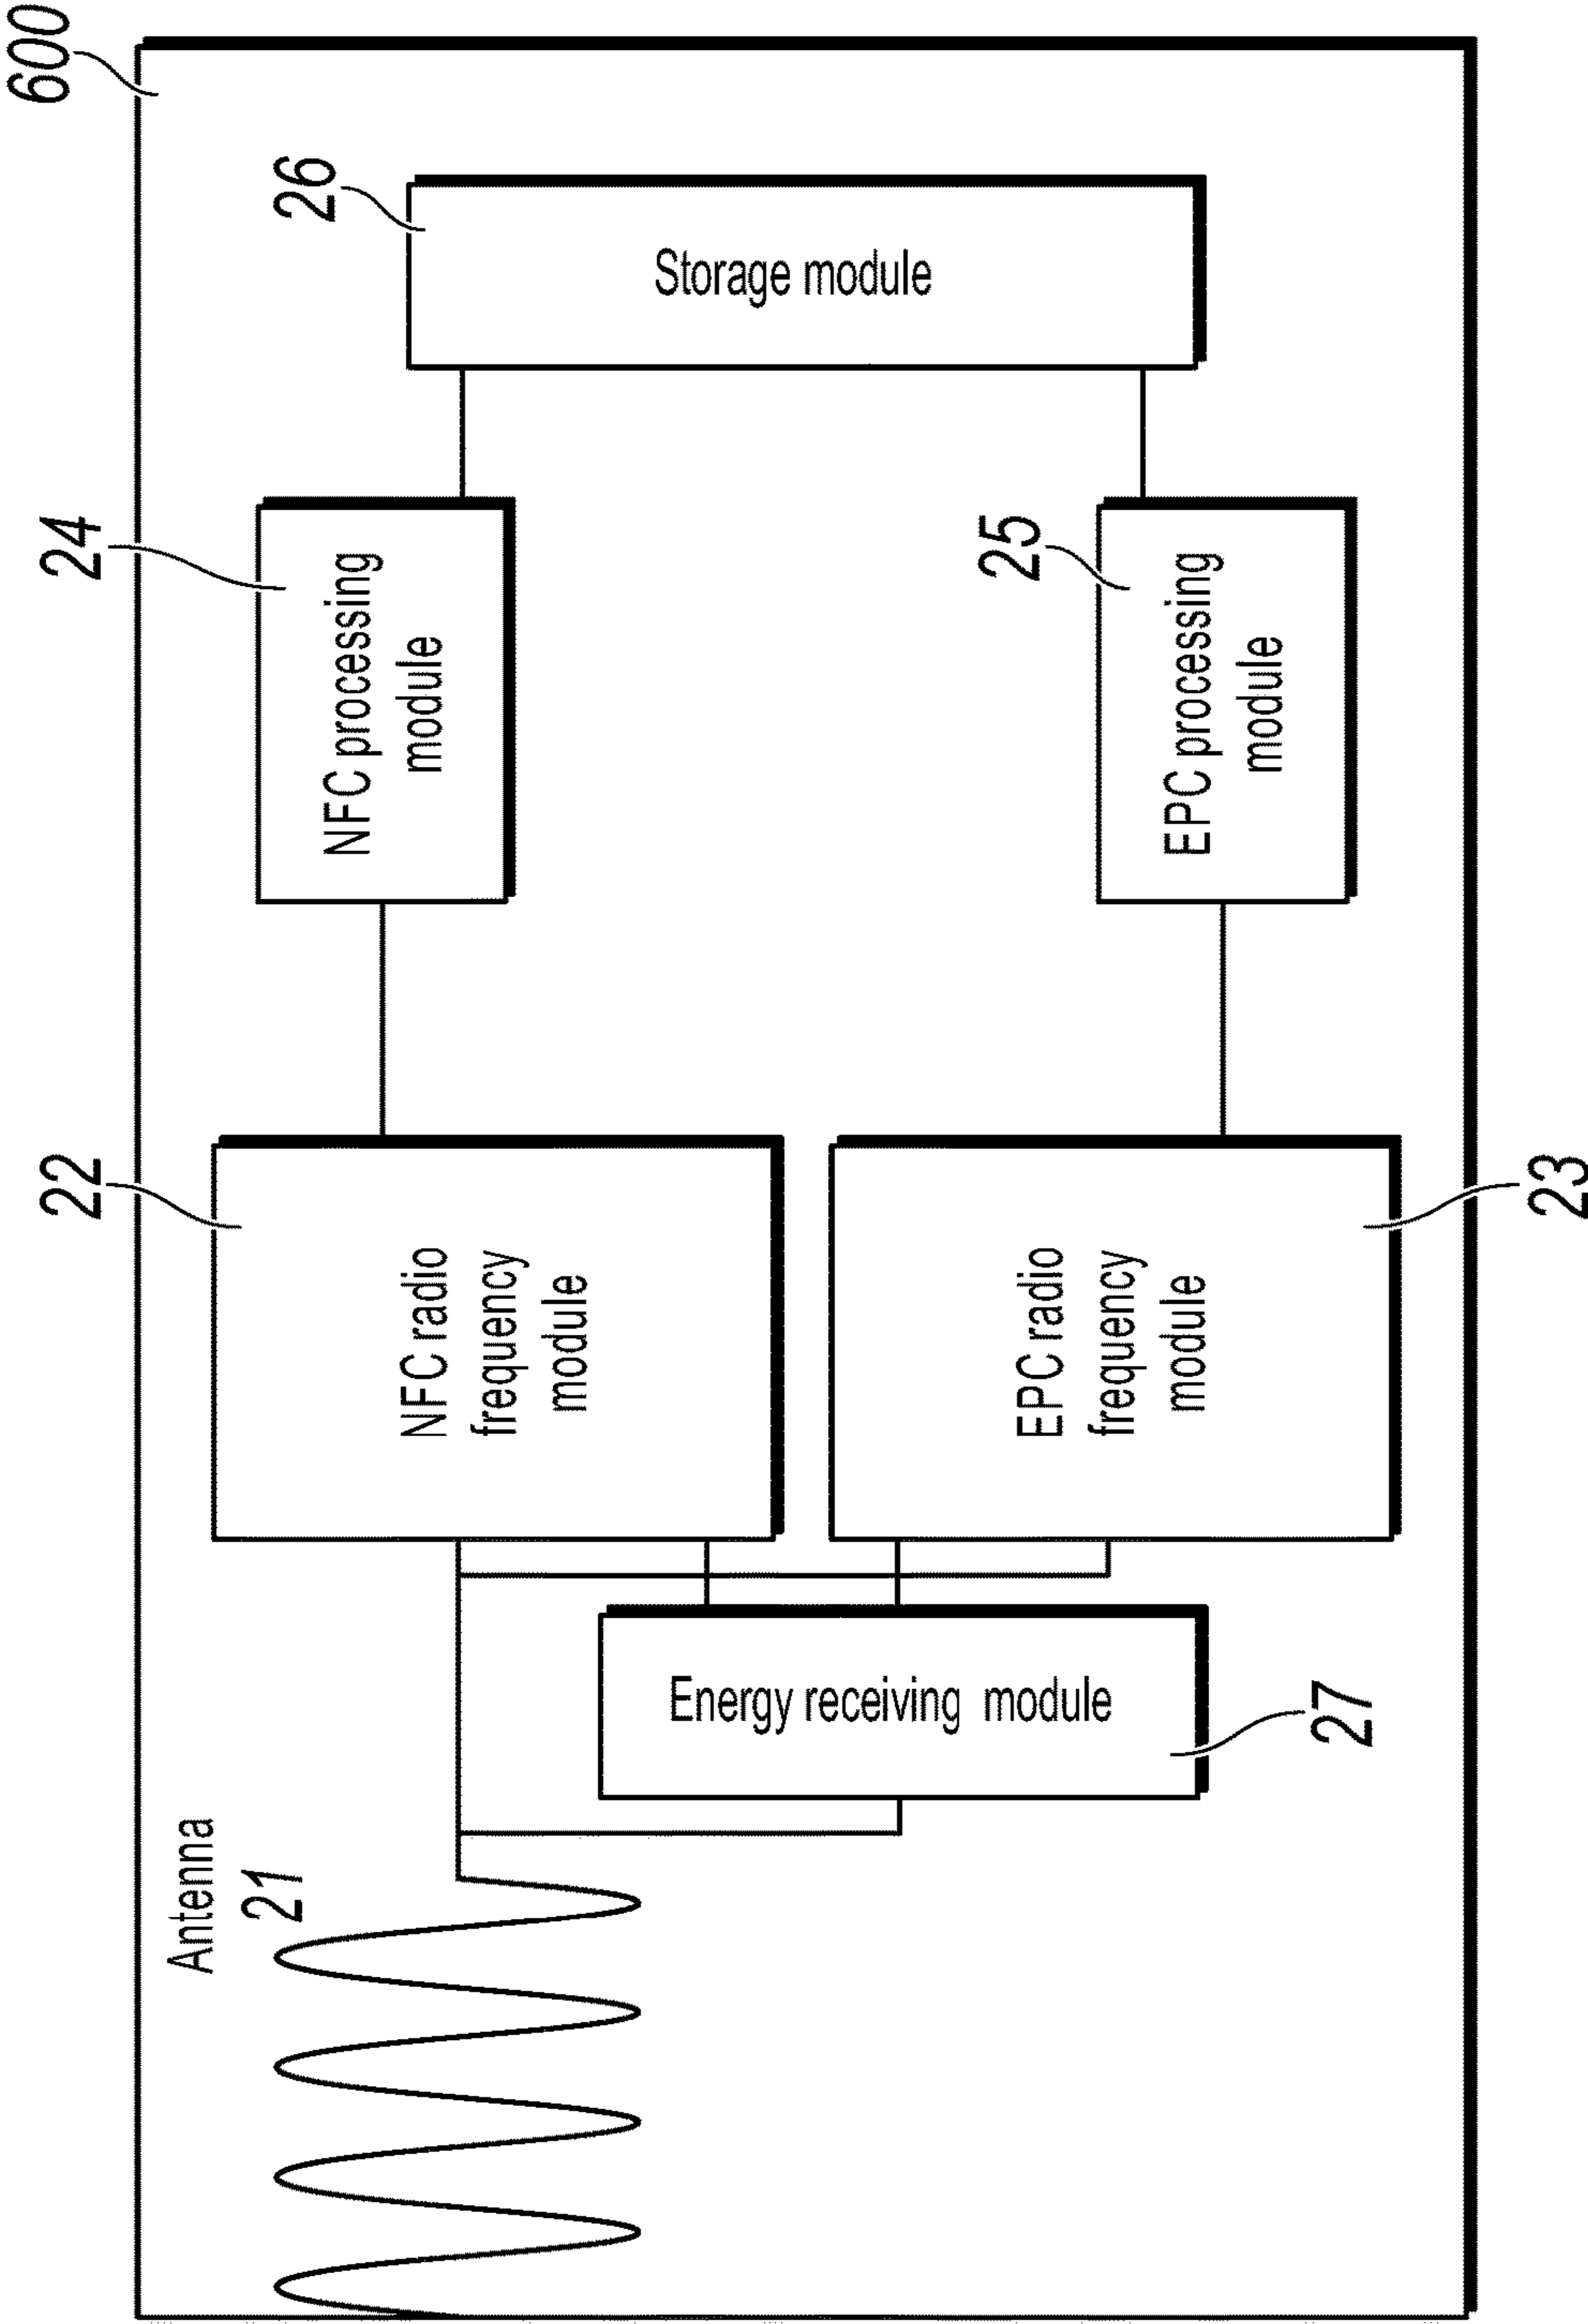 600
Antenna
21
22
NFC radio
frequency
module
24
NFC processing
module
26
Storage module
Energy receiving module
27
EPC radio
frequency
module
23
25
EPC processing
module